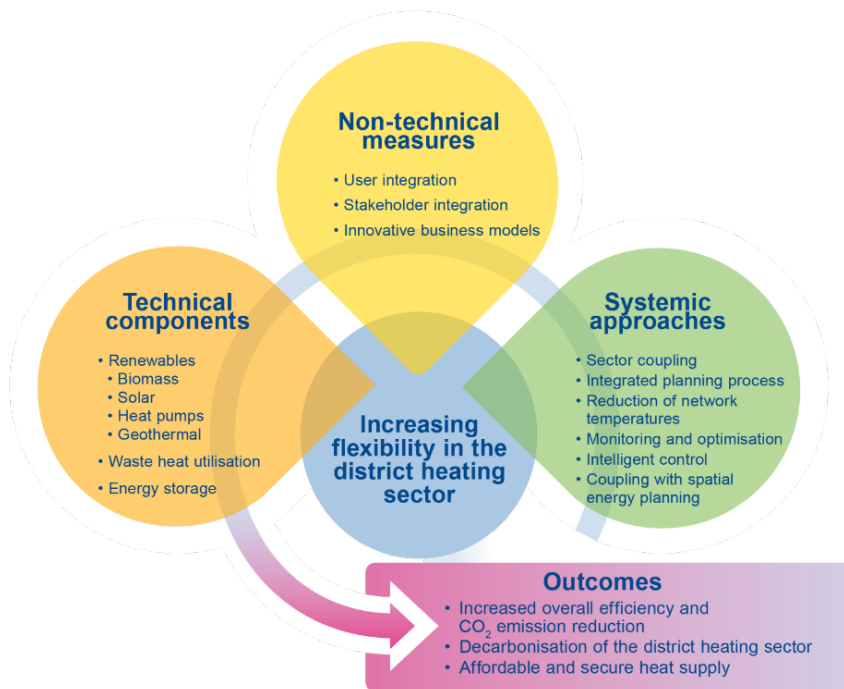 Non-technical
measures
• User integration
• Stakeholder integration
• Innovative business models
Technical
components
• Renewables
• Biomass
• Solar
• Heat pumps
• Geothermal
• Waste heat utilisation
• Energy storage
Systemic
approaches
• Sector coupling
• Integrated planning process
• Reduction of network
temperatures
• Monitoring and optimisation
• Intelligent control
• Coupling with spatial
energy planning
Increasing
flexibility in the
district heating
sector
Outcomes
• Increased overall efficiency and
CO₂ emission reduction
• Decarbonisation of the district heating sector
• Affordable and secure heat supply